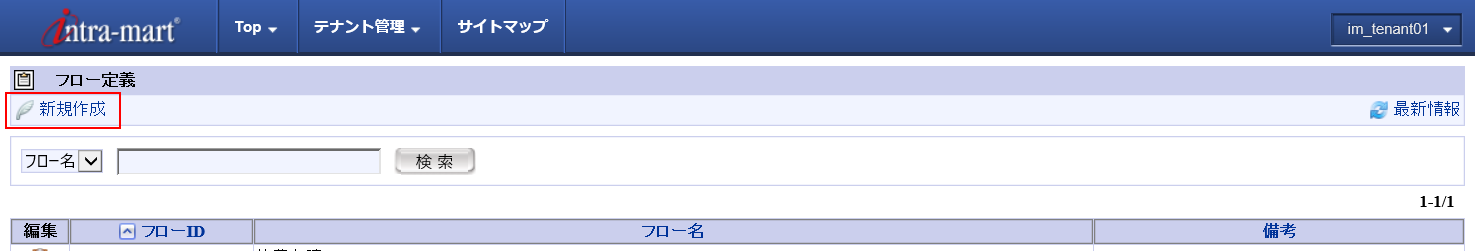 intra-mart® Top テナント管理 サイトマップ im_tenant01
フロー定義
新規作成 最新情報
フロー名 検索
1-1/1
編集 フローID フロー名 備考